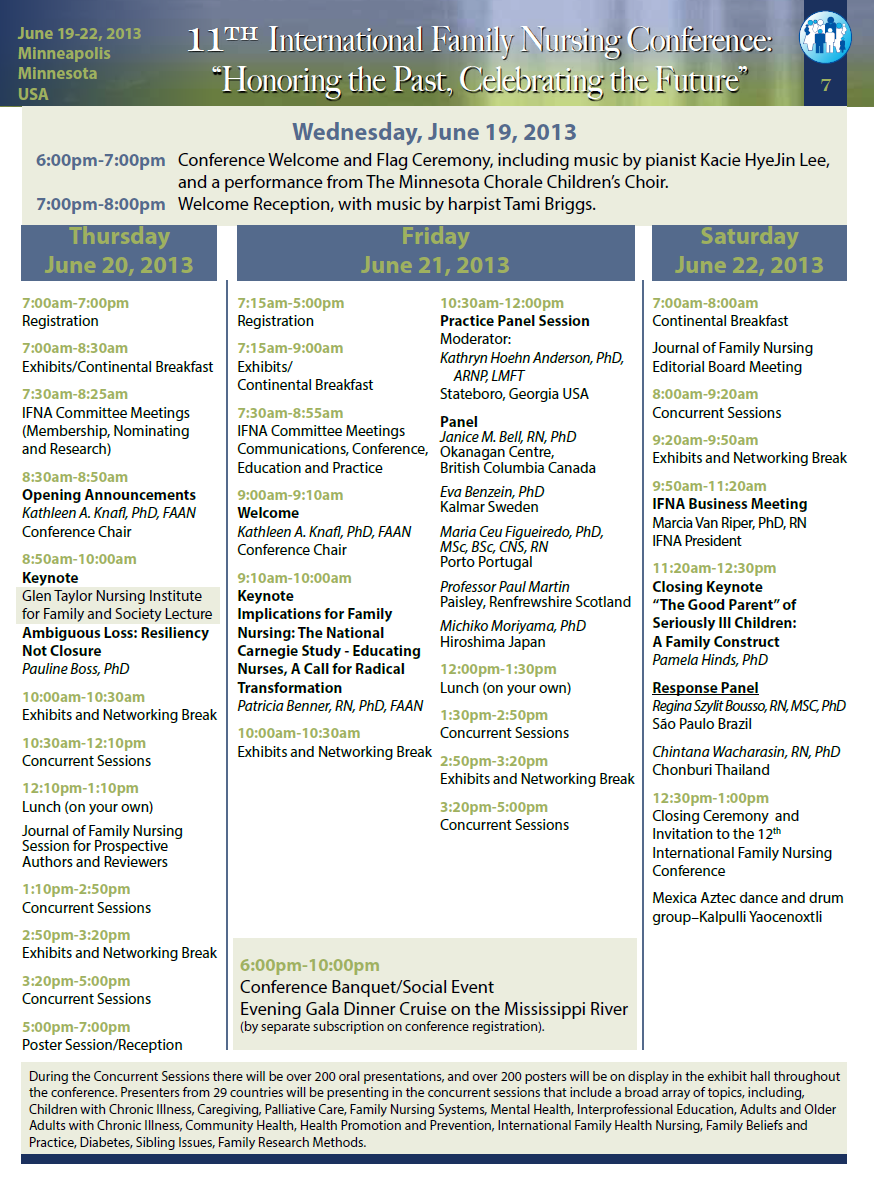 June 19-22, 2013
Minneapolis
Minnesota
USA
11TH International Family Nursing Conference:
“Honoring the Past, Celebrating the Future”
7
Wednesday, June 19, 2013
6:00pm-7:00pm Conference Welcome and Flag Ceremony, including music by pianist Kacie HyeJin Lee,
and a performance from The Minnesota Chorale Children’s Choir.
7:00pm-8:00pm Welcome Reception, with music by harpist Tami Briggs.
Thursday
June 20, 2013
7:00am-7:00pm
Registration
7:00am-8:30am
Exhibits/Continental Breakfast
7:30am-8:25am
IFNA Committee Meetings
(Membership, Nominating
and Research)
8:30am-8:50am
Opening Announcements
Kathleen A. Knafl, PhD, FAAN
Conference Chair
8:50am-10:00am
Keynote
Glen Taylor Nursing Institute
for Family and Society Lecture
Ambiguous Loss: Resiliency
Not Closure
Pauline Boss, PhD
10:00am-10:30am
Exhibits and Networking Break
10:30am-12:10pm
Concurrent Sessions
12:10pm-1:10pm
Lunch (on your own)
Journal of Family Nursing
Session for Prospective
Authors and Reviewers
1:10pm-2:50pm
Concurrent Sessions
2:50pm-3:20pm
Exhibits and Networking Break
3:20pm-5:00pm
Concurrent Sessions
5:00pm-7:00pm
Poster Session/Reception
Friday
June 21, 2013
7:15am-5:00pm
Registration
7:15am-9:00am
Exhibits/
Continental Breakfast
7:30am-8:55am
IFNA Committee Meetings
Communications, Conference,
Education and Practice
9:00am-9:10am
Welcome
Kathleen A. Knafl, PhD, FAAN
Conference Chair
9:10am-10:00am
Keynote
Implications for Family
Nursing: The National
Carnegie Study - Educating
Nurses, A Call for Radical
Transformation
Patricia Benner, RN, PhD, FAAN
10:00am-10:30am
Exhibits and Networking Break
10:30am-12:00pm
Practice Panel Session
Moderator:
Kathryn Hoehn Anderson, PhD,
ARNP, LMFT
Stateboro, Georgia USA
Panel
Janice M. Bell, RN, PhD
Okanagan Centre,
British Columbia Canada
Eva Benzein, PhD
Kalmar Sweden
Maria Ceu Figueiredo, PhD,
MSc, BSc, CNS, RN
Porto Portugal
Professor Paul Martin
Paisley, Renfrewshire Scotland
Michiko Moriyama, PhD
Hiroshima Japan
12:00pm-1:30pm
Lunch (on your own)
1:30pm-2:50pm
Concurrent Sessions
2:50pm-3:20pm
Exhibits and Networking Break
3:20pm-5:00pm
Concurrent Sessions
6:00pm-10:00pm
Conference Banquet/Social Event
Evening Gala Dinner Cruise on the Mississippi River
(by separate subscription on conference registration).
Saturday
June 22, 2013
7:00am-8:00am
Continental Breakfast
Journal of Family Nursing
Editorial Board Meeting
8:00am-9:20am
Concurrent Sessions
9:20am-9:50am
Exhibits and Networking Break
9:50am-11:20am
IFNA Business Meeting
Marcia Van Riper, PhD, RN
IFNA President
11:20am-12:30pm
Closing Keynote
“The Good Parent” of
Seriously Ill Children:
A Family Construct
Pamela Hinds, PhD
Response Panel
Regina Szylit Bousso, RN, MSC, PhD
São Paulo Brazil
Chintana Wacharasin, RN, PhD
Chonburi Thailand
12:30pm-1:00pm
Closing Ceremony and
Invitation to the 12th
International Family Nursing
Conference
Mexica Aztec dance and drum
group–Kalpulli Yaocenoxtli
During the Concurrent Sessions there will be over 200 oral presentations, and over 200 posters will be on display in the exhibit hall throughout
the conference. Presenters from 29 countries will be presenting in the concurrent sessions that include a broad array of topics, including,
Children with Chronic Illness, Caregiving, Palliative Care, Family Nursing Systems, Mental Health, Interprofessional Education, Adults and Older
Adults with Chronic Illness, Community Health, Health Promotion and Prevention, International Family Health Nursing, Family Beliefs and
Practice, Diabetes, Sibling Issues, Family Research Methods.